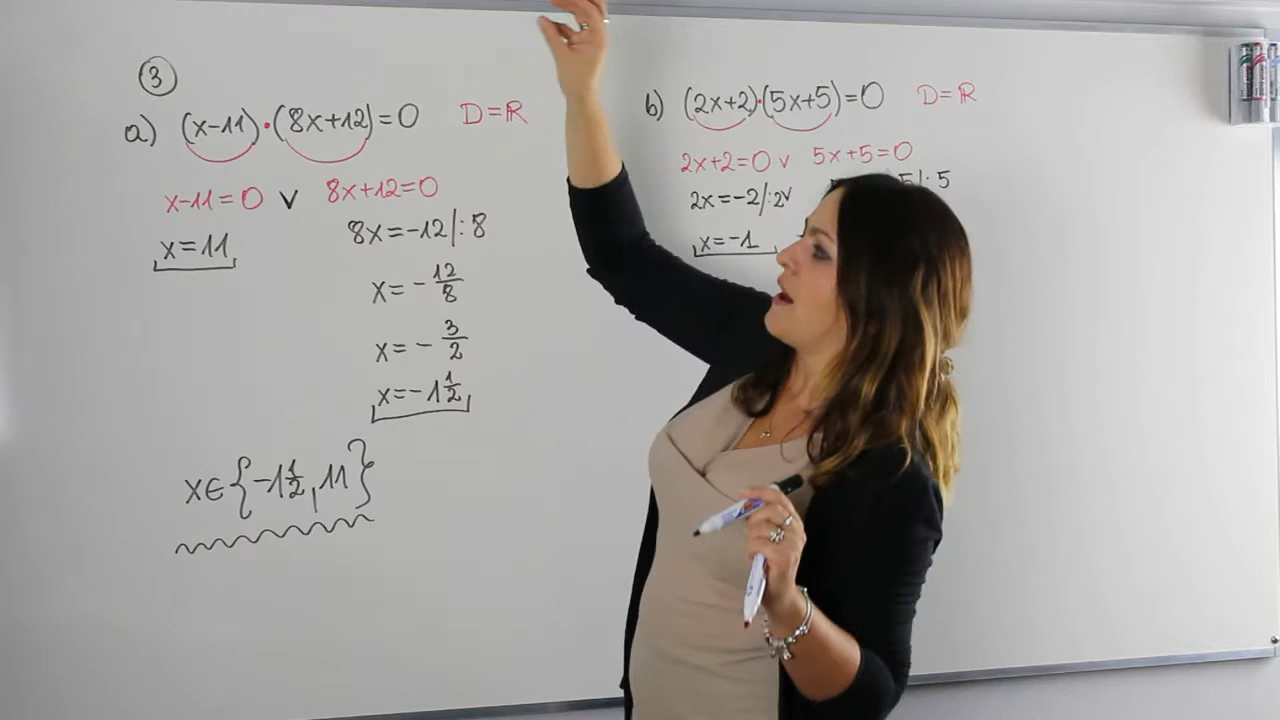 3
a) (x-11)·(8x+12)=0 D=ℝ
x-11=0 ∨ 8x+12=0
x=11
8x=-12/:8
x=-12/8
x=-3/2
x=-1 1/2
x∈{-1 1/2, 11}
b) (2x+2)·(5x+5)=0 D=ℝ
2x+2=0 ∨ 5x+5=0
2x=-2/:2 ∨
5/:5
x=-1